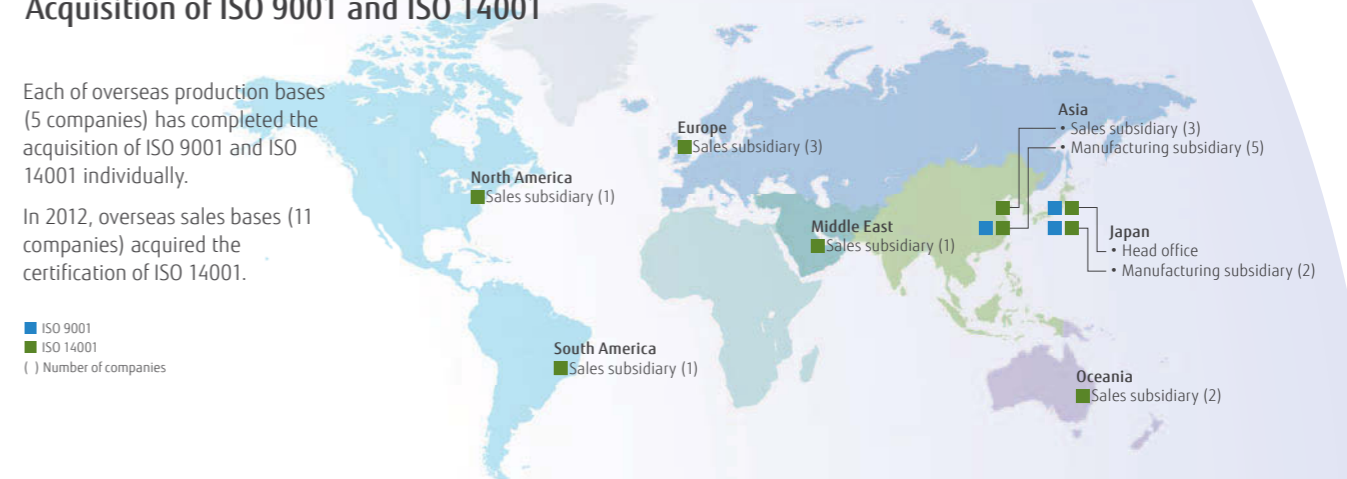 Acquisition of ISO 9001 and ISO 14001
Each of overseas production bases
(5 companies) has completed the
acquisition of ISO 9001 and ISO
14001 individually.
In 2012, overseas sales bases (11
companies) acquired the
certification of ISO 14001.
ISO 9001
ISO 14001
( ) Number of companies
North America
Sales subsidiary (1)
South America
Sales subsidiary (1)
Europe
Sales subsidiary (3)
Middle East
Sales subsidiary (1)
Asia
• Sales subsidiary (3)
• Manufacturing subsidiary (5)
Japan
• Head office
• Manufacturing subsidiary (2)
Oceania
Sales subsidiary (2)